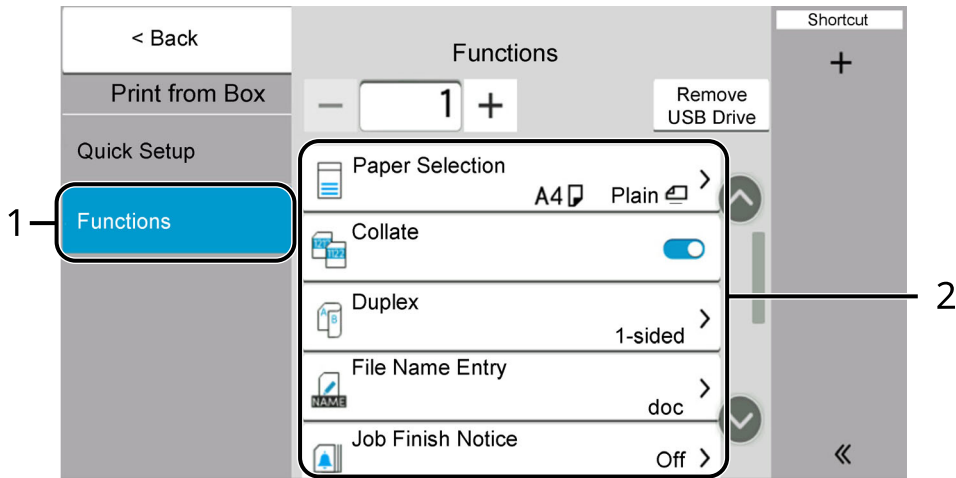 Shortcut
< Back
Functions
+
Print from Box
− 1 +
Remove
USB Drive
Quick Setup
Paper Selection
A4 Plain >
1
Functions
Collate
2
Duplex
1-sided >
File Name Entry
NAME
doc >
Job Finish Notice
Off >
«